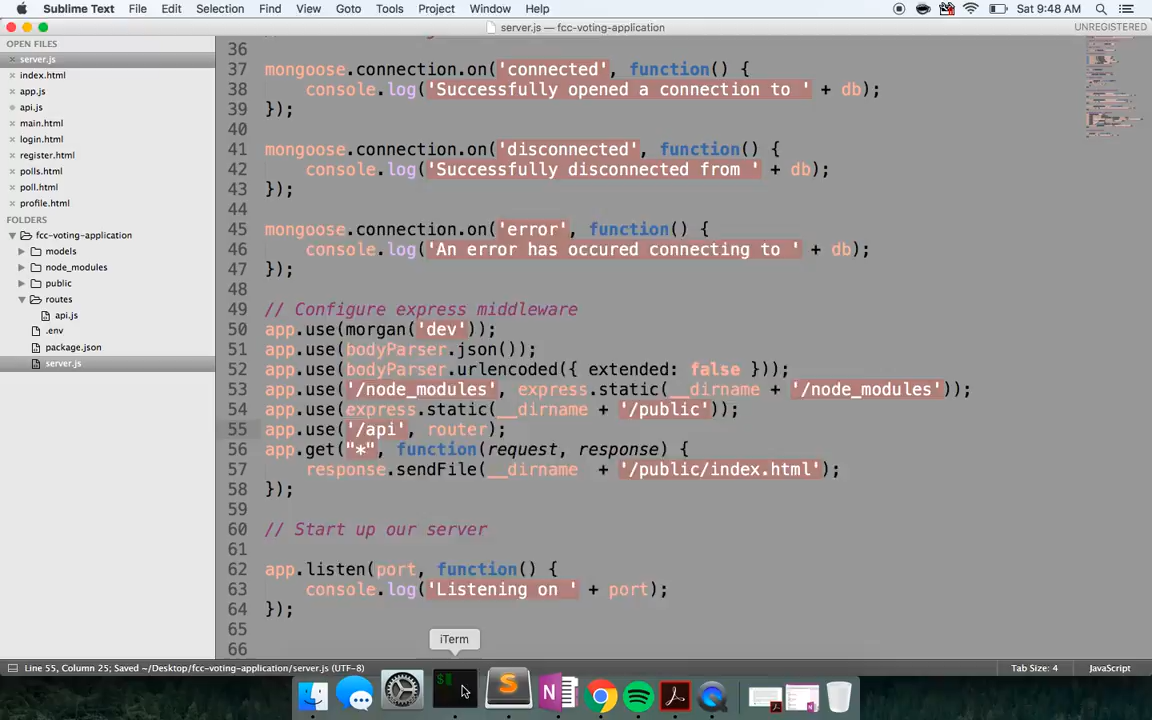 Sublime Text File Edit Selection Find View Goto Tools Project Window Help Sat 9:48 AM
server.js — fcc-voting-application UNREGISTERED
OPEN FILES
server.js
index.html
app.js
api.js
main.html
login.html
register.html
polls.html
poll.html
profile.html
FOLDERS
fcc-voting-application
models
node_modules
public
routes
api.js
.env
package.json
server.js
36
37 mongoose.connection.on('connected', function() {
38 console.log('Successfully opened a connection to ' + db);
39 });
40
41 mongoose.connection.on('disconnected', function() {
42 console.log('Successfully disconnected from ' + db);
43 });
44
45 mongoose.connection.on('error', function() {
46 console.log('An error has occured connecting to ' + db);
47 });
48
49 // Configure express middleware
50 app.use(morgan('dev'));
51 app.use(bodyParser.json());
52 app.use(bodyParser.urlencoded({ extended: false }));
53 app.use('/node_modules', express.static(__dirname + '/node_modules'));
54 app.use(express.static(__dirname + '/public'));
55 app.use('/api', router);
56 app.get("*", function(request, response) {
57 response.sendFile(__dirname + '/public/index.html');
58 });
59
60 // Start up our server
61
62 app.listen(port, function() {
63 console.log('Listening on ' + port);
64 });
65
66
iTerm
Line 55, Column 25; Saved ~/Desktop/fcc-voting-application/server.js (UTF-8) Tab Size: 4 JavaScript